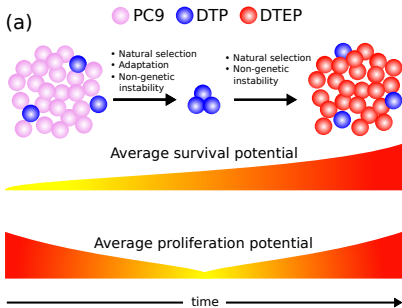 (a)
PC9 DTP DTEP
• Natural selection
• Adaptation
• Non-genetic
instability
• Natural selection
• Non-genetic
instability
Average survival potential
Average proliferation potential
time